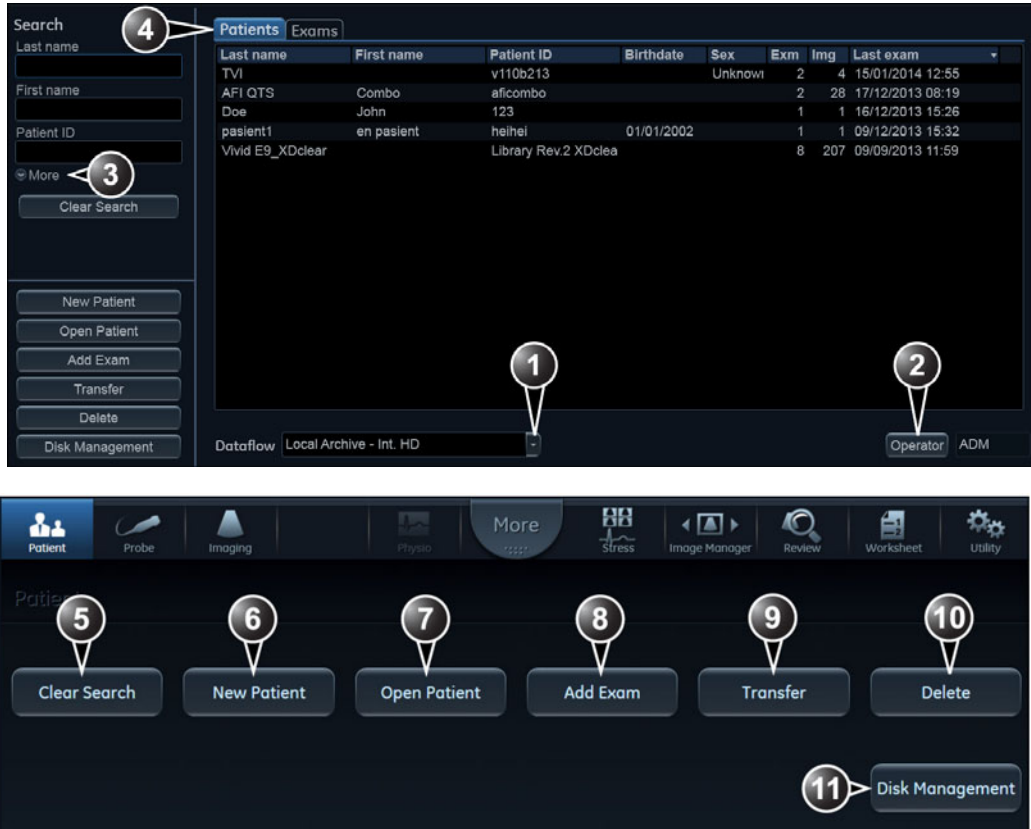 Search
Last name
First name
Patient ID
3
More
Clear Search
New Patient
Open Patient
Add Exam
Transfer
Delete
Disk Management
4
Patients Exams
Last name First name Patient ID Birthdate Sex Exm Img Last exam
TVI v110b213 Unknow 2 4 15/01/2014 12:55
AFI QTS Combo aficombo 2 28 17/12/2013 08:19
Doe John 123 1 1 16/12/2013 15:26
pasient1 en pasient heihei 01/01/2002 1 1 09/12/2013 15:32
Vivid E9_XDclear Library Rev.2 XDclea 8 207 09/09/2013 11:59
1 2
Dataflow Local Archive - Int. HD Operator ADM
Patient Probe Imaging Physio More Stress Image Manager Review Worksheet Utility
Patient
5 6 7 8 9 10
Clear Search New Patient Open Patient Add Exam Transfer Delete
11 Disk Management